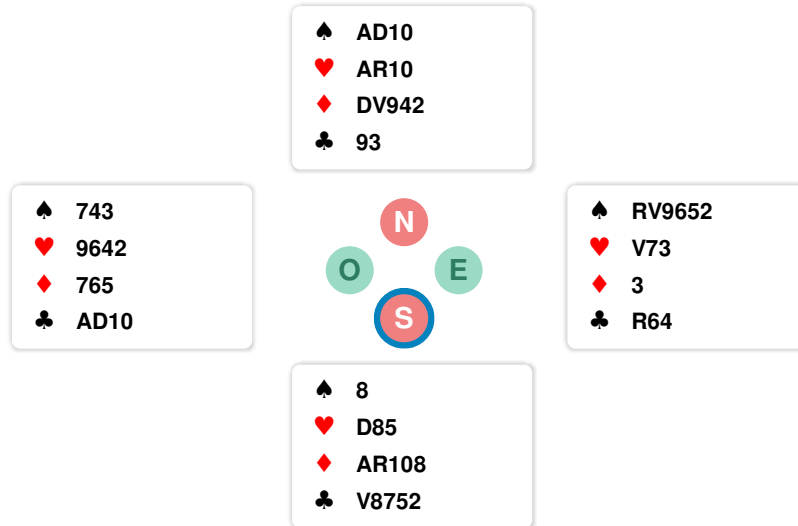 ♠ AD10
♥ AR10
♦ DV942
♣ 93
♠ 743
♥ 9642
♦ 765
♣ AD10
N
O E
S
♠ RV9652
♥ V73
♦ 3
♣ R64
♠ 8
♥ D85
♦ AR108
♣ V8752